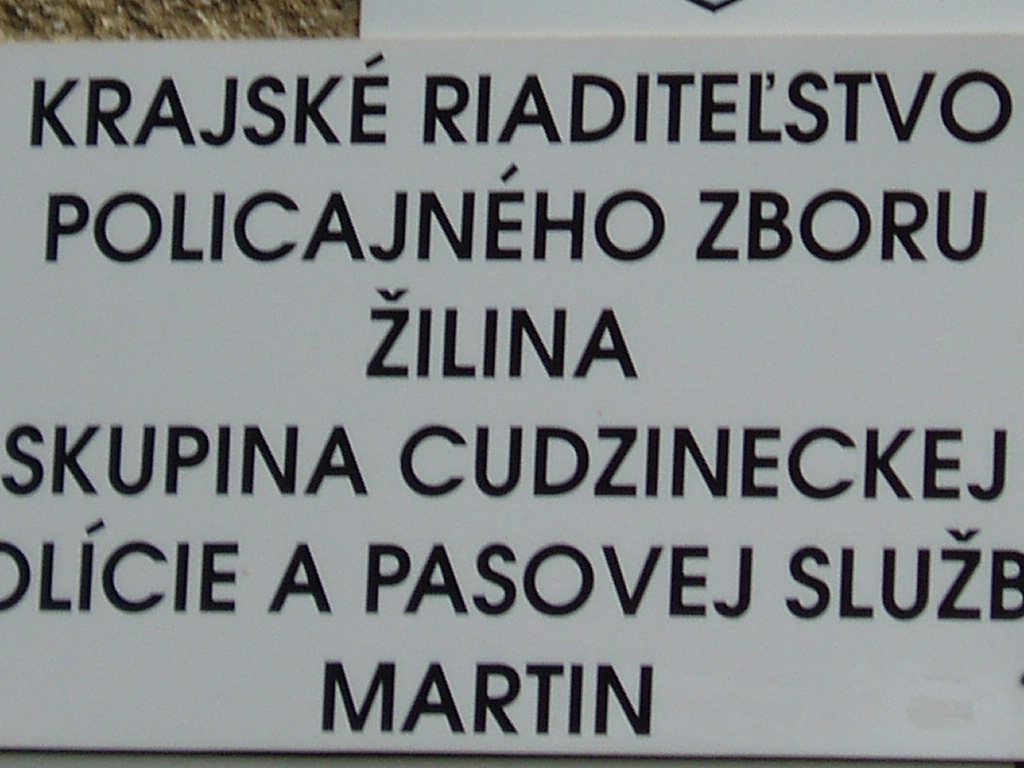 KRAJSKÉ RIADITEĽSTVO
POLICAJNÉHO ZBORU
ŽILINA
SKUPINA CUDZINECKEJ
OLÍCIE A PASOVEJ SLUŽB
MARTIN